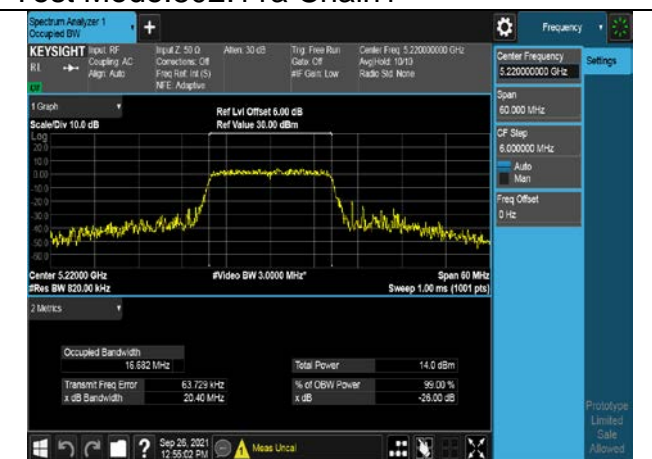 Spectrum Analyzer 1
Occupied BW
+
Frequency
KEYSIGHT
RL
Input: RF
Coupling: AC
Align: Auto
Input Z: 50 Ω
Corrections: Off
Freq Ref: Int (S)
NFE: Adaptive
Atten: 30 dB
Trig: Free Run
Gate: Off
#IF Gain: Low
Center Freq: 5.220000000 GHz
Avg|Hold: 10/10
Radio Std: None
Center Frequency
5.220000000 GHz
Settings
Span
60.000 MHz
CF Step
6.000000 MHz
Auto
Man
Freq Offset
0 Hz
1 Graph
Scale/Div 10.0 dB
Ref Lvl Offset 6.00 dB
Ref Value 30.00 dBm
Log
20.0
10.0
0.00
-10.0
-20.0
-30.0
-40.0
-50.0
-60.0
Center 5.22000 GHz
#Video BW 3.0000 MHz*
Span 60 MHz
#Res BW 820.00 kHz
Sweep 1.00 ms (1001 pts)
2 Metrics
Occupied Bandwidth
16.682 MHz
Total Power 14.0 dBm
Transmit Freq Error 63.729 kHz
% of OBW Power 99.00 %
x dB Bandwidth 20.40 MHz
x dB -26.00 dB
Prototype
Limited
Sale
Allowed
?
Sep 26, 2021
12:55:02 PM
Meas Uncal